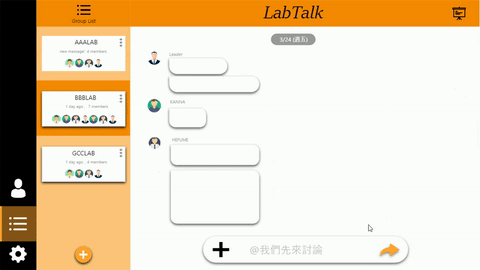 LabTalk
Group List
3/24 (週五)
AAALAB
new message! 4 members
BBBLAB
1 day ago 7 members
GCCLAB
1 day ago 4 members
Leader
KANNA
@我們先來討論